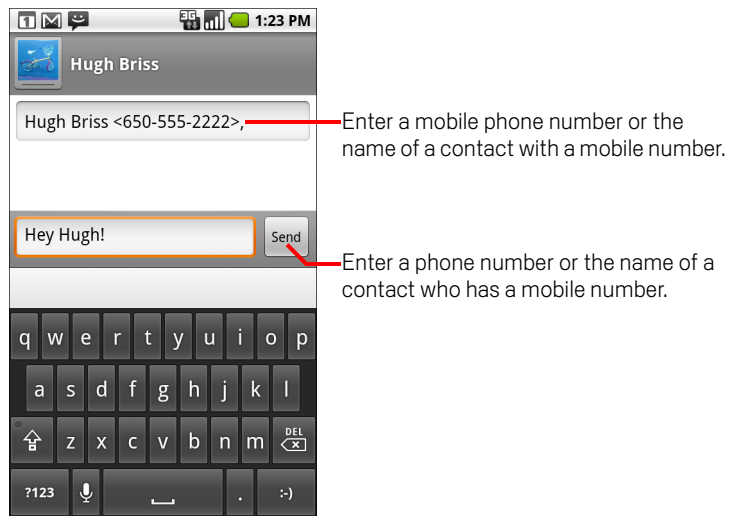 1 3G 1:23 PM
Hugh Briss
Hugh Briss <650-555-2222>,
Enter a mobile phone number or the
name of a contact with a mobile number.
Hey Hugh! Send
Enter a phone number or the name of a
contact who has a mobile number.
q w e r t y u i o p
a s d f g h j k l
z x c v b n m DEL
?123 . :-)